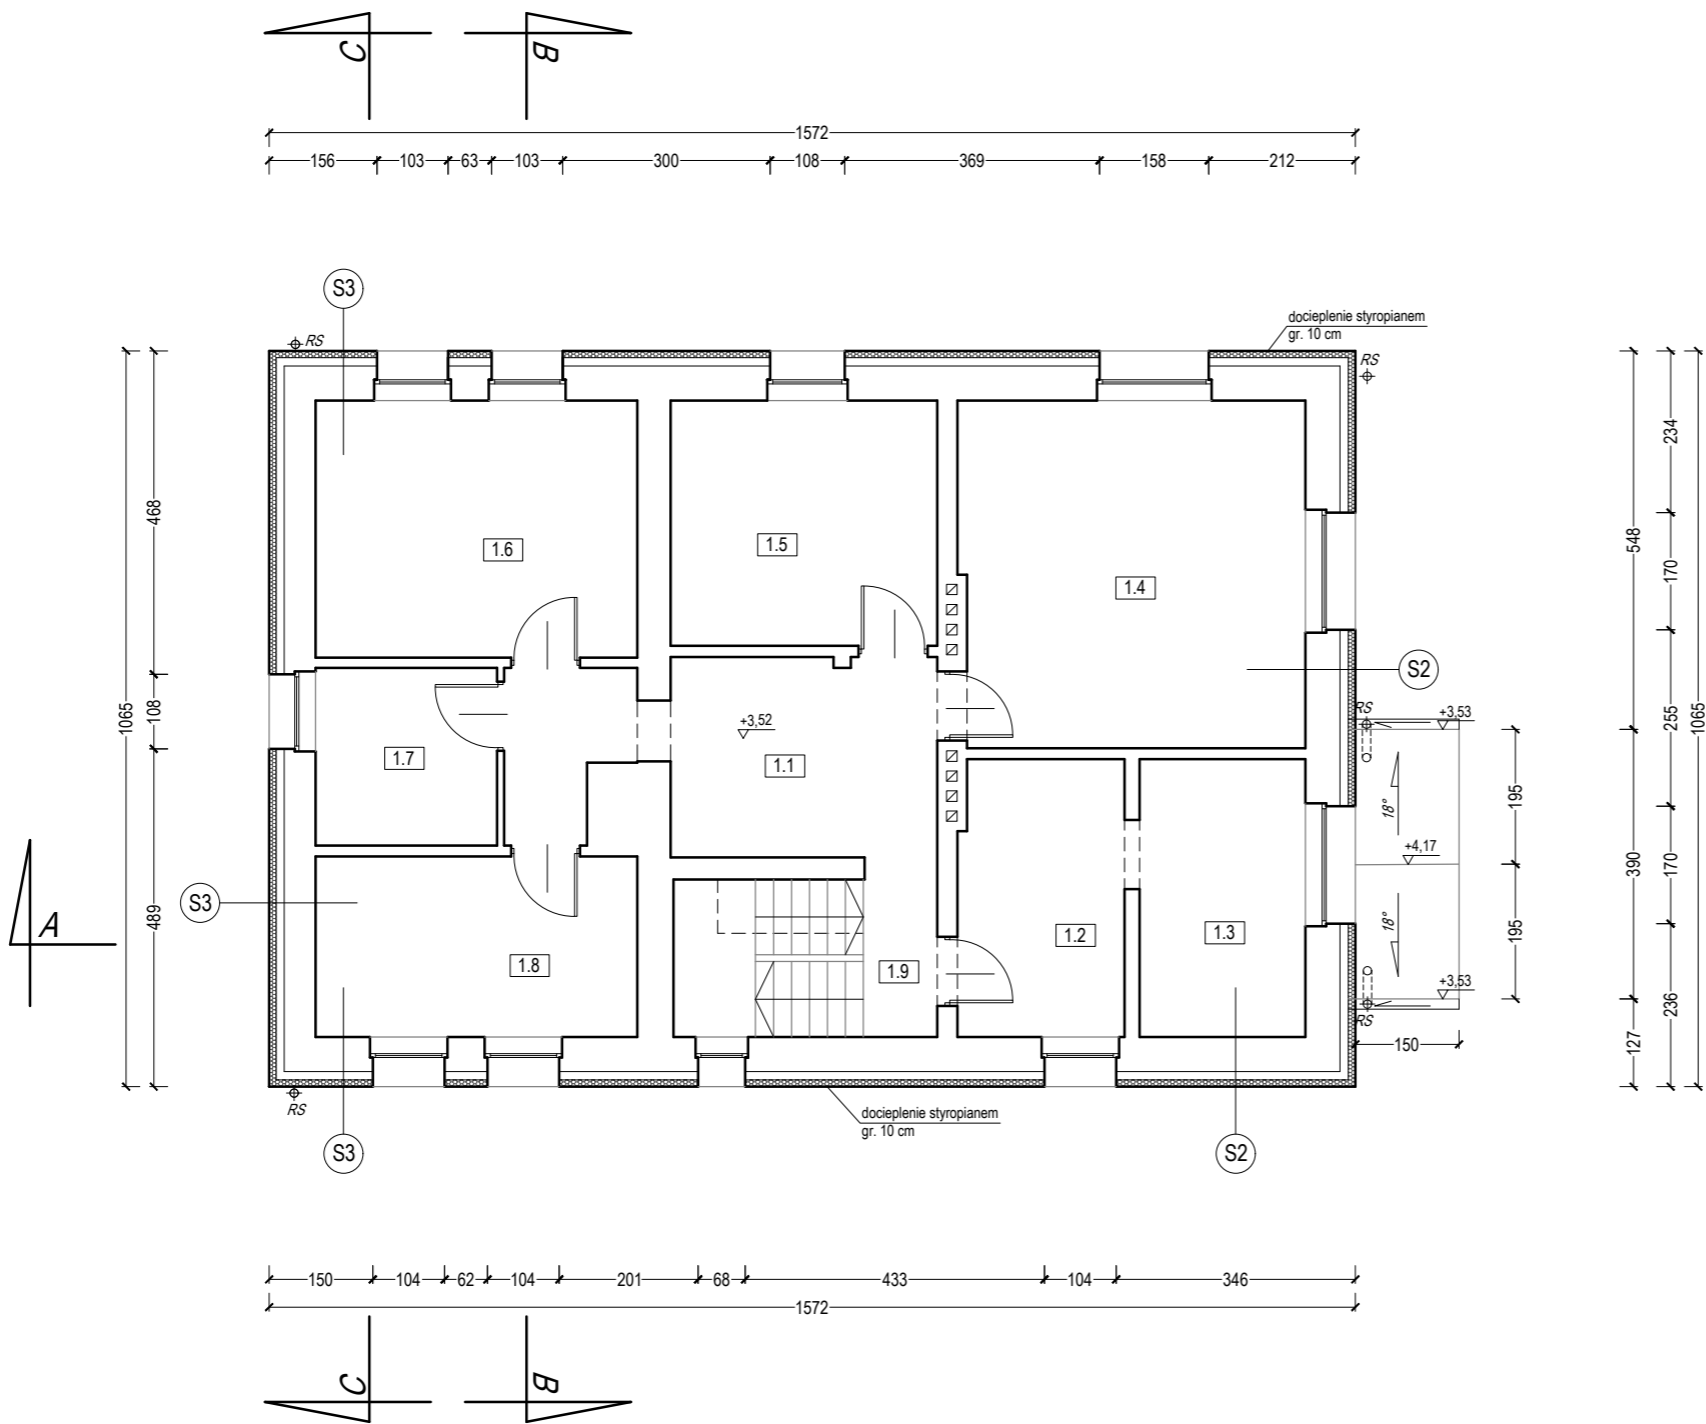 C
B
1572
156
103
63
103
300
108
369
158
212
S3
RS
docieplenie styropianem
gr. 10 cm
RS
1065
468
108
489
1.6
1.5
1.4
S2
+3,52
1.7
1.1
RS
+3,53
18°
+4,17
18°
S3
A
1.8
1.9
1.2
1.3
+3,53
RS
150
195
195
548
390
127
234
170
255
170
236
1065
RS
docieplenie styropianem
gr. 10 cm
S3
S2
150
104
62
104
201
68
433
104
346
1572
C
B